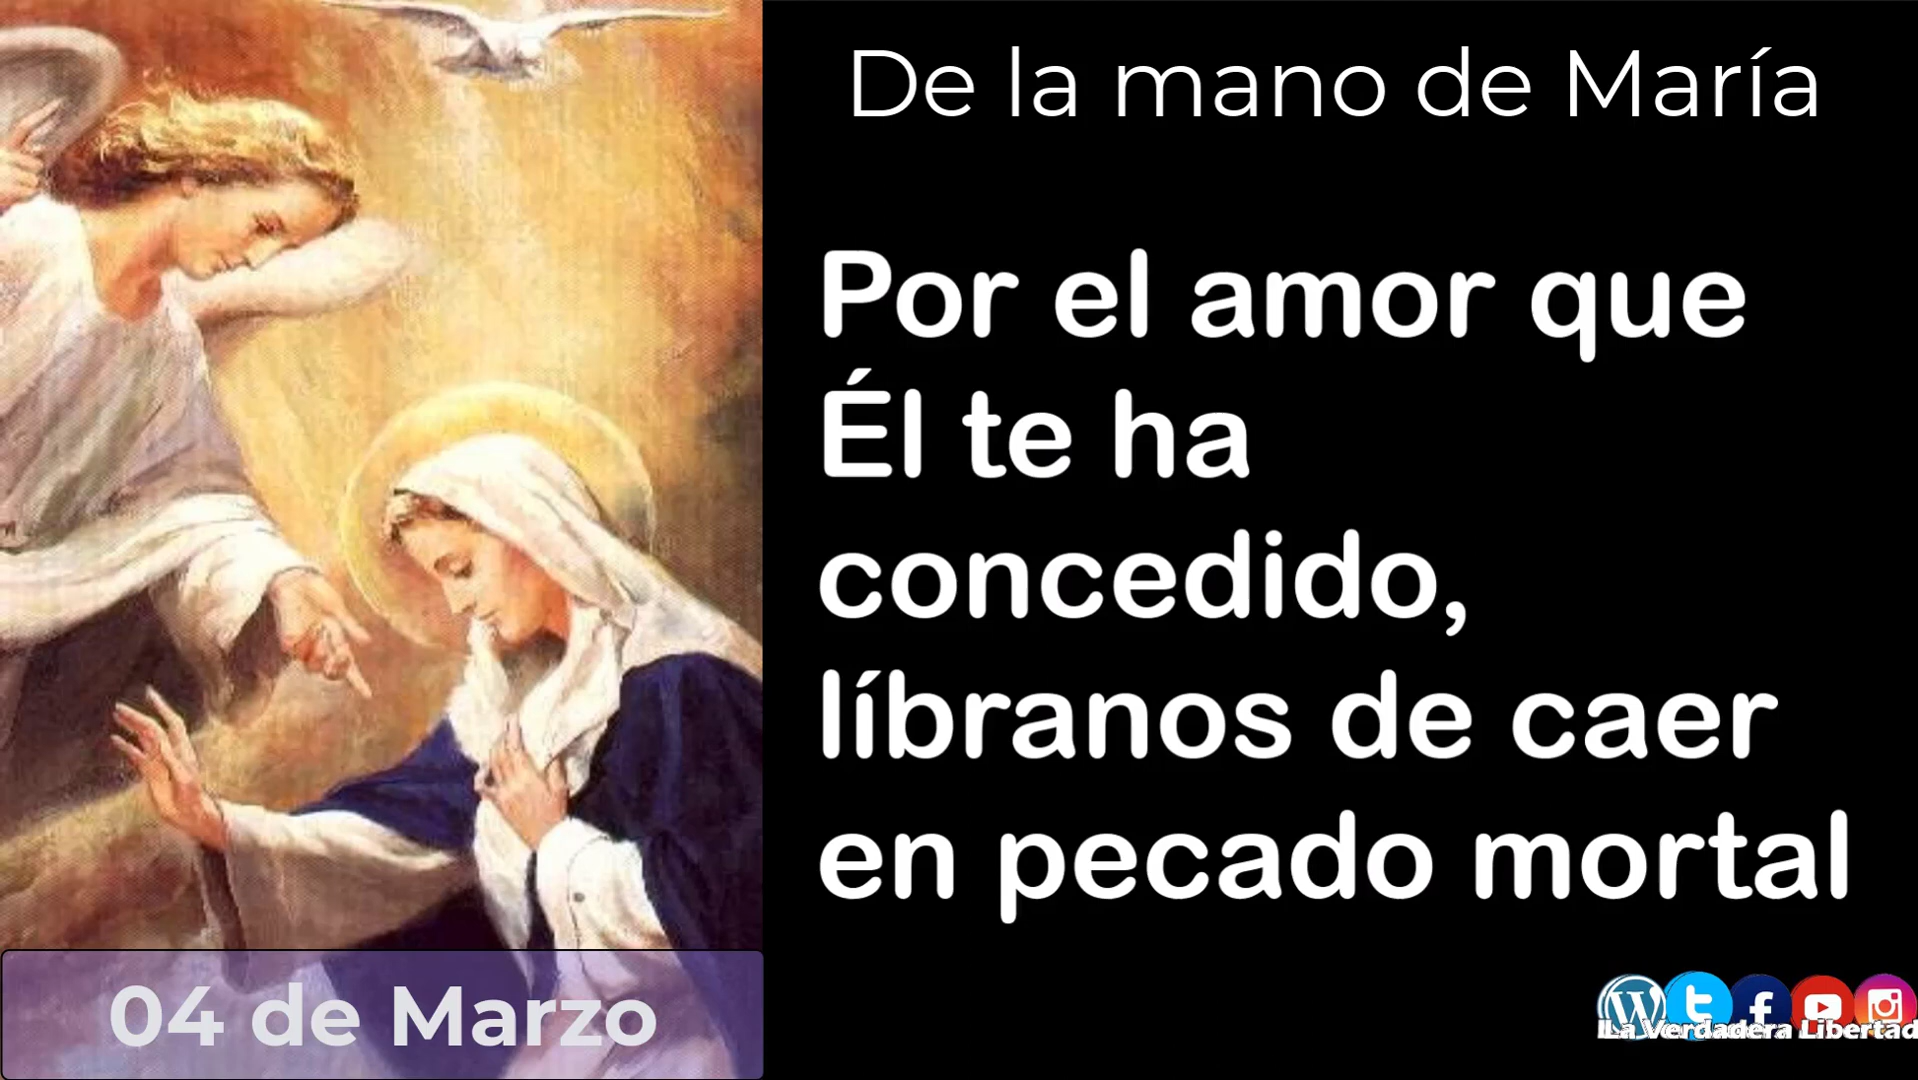 De la mano de María
Por el amor que
Él te ha
concedido,
líbranos de caer
en pecado mortal
04 de Marzo
La Verdadera Libertad